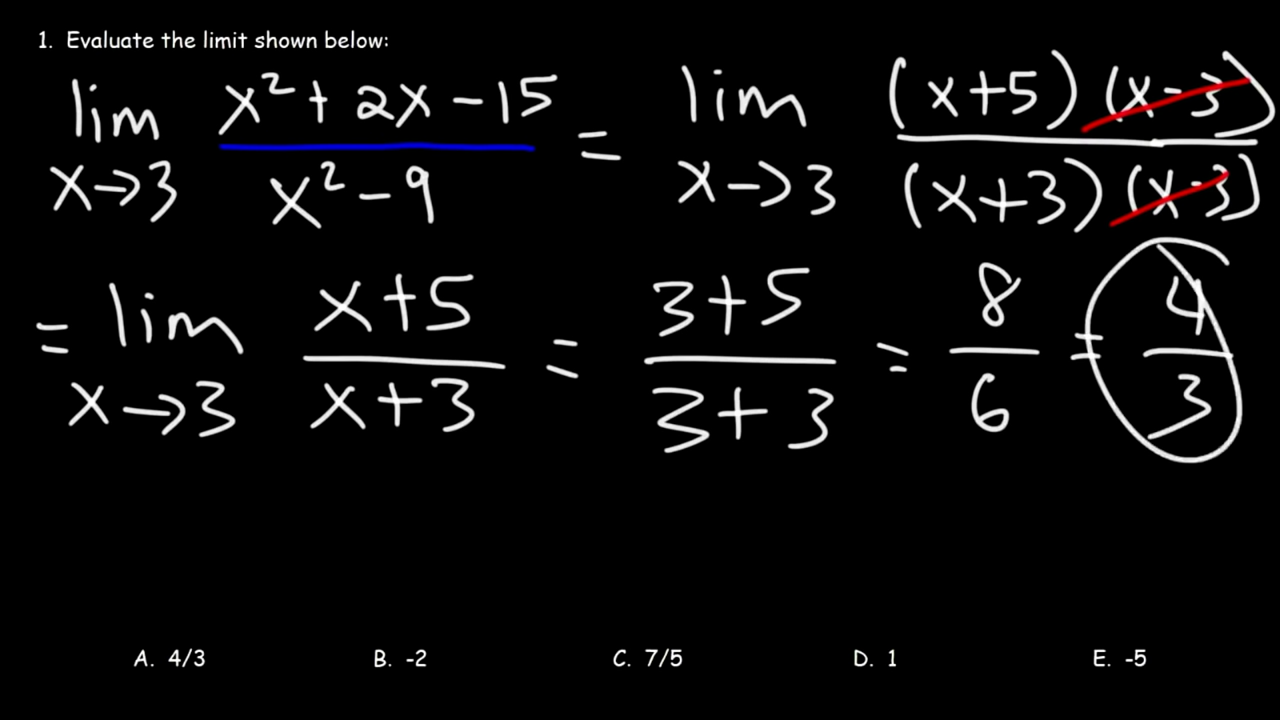 1. Evaluate the limit shown below:
lim x→3 (x² + 2x - 15)/(x² - 9) = lim x→3 ((x+5)(x-3))/((x+3)(x-3))
= lim x→3 (x+5)/(x+3) = (3+5)/(3+3) = 8/6 = 4/3
A. 4/3 B. -2 C. 7/5 D. 1 E. -5